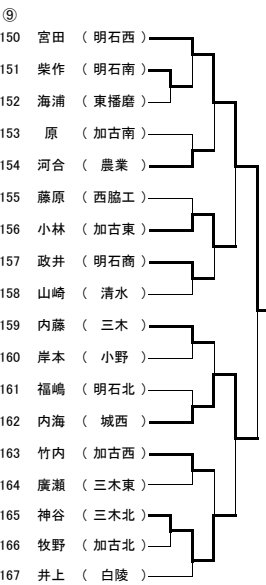 ⑨
150 宮田 （ 明石西 ）
151 柴作 （ 明石南 ）
152 海浦 （ 東播磨 ）
153 原 （ 加古南 ）
154 河合 （ 農業 ）
155 藤原 （ 西脇工 ）
156 小林 （ 加古東 ）
157 政井 （ 明石商 ）
158 山崎 （ 清水 ）
159 内藤 （ 三木 ）
160 岸本 （ 小野 ）
161 福嶋 （ 明石北 ）
162 内海 （ 城西 ）
163 竹内 （ 加古西 ）
164 廣瀬 （ 三木東 ）
165 神谷 （ 三木北 ）
166 牧野 （ 加古北 ）
167 井上 （ 白陵 ）